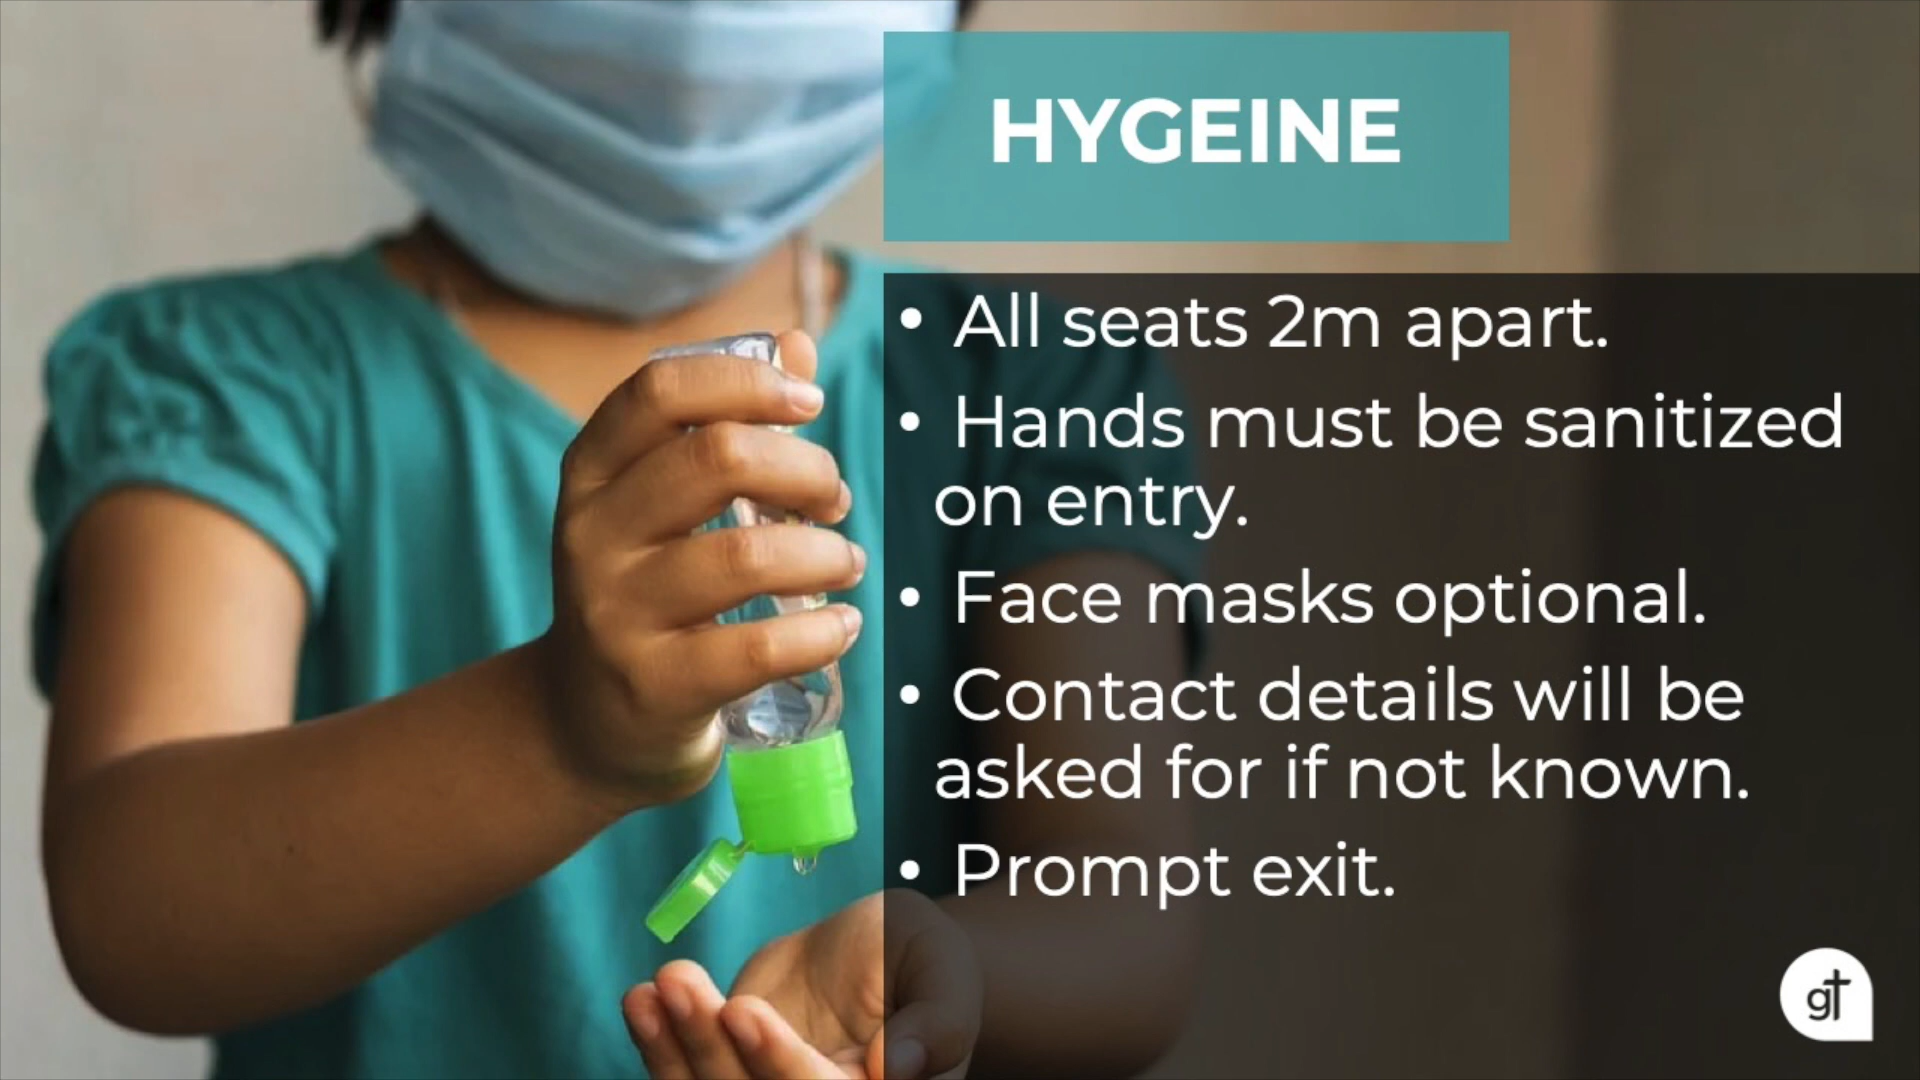 HYGEINE
• All seats 2m apart.
• Hands must be sanitized
on entry.
• Face masks optional.
• Contact details will be
asked for if not known.
• Prompt exit.
gt